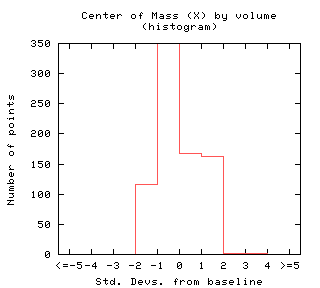 Center of Mass (X) by volume
(histogram)
350
300
250
200
150
100
50
0
Number of points
<=-5 -4 -3 -2 -1 0 1 2 3 4 >=5
Std. Devs. from baseline